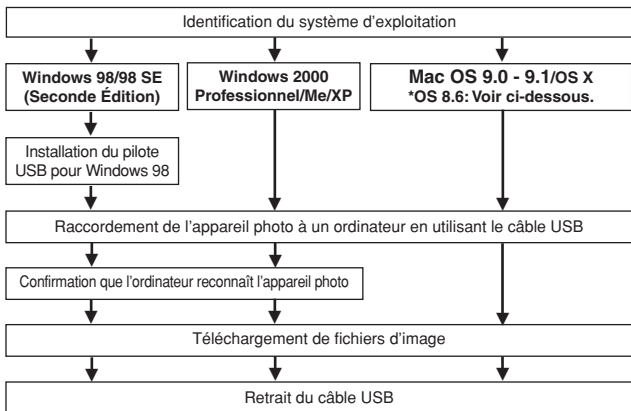 Identification du système d'exploitation
Windows 98/98 SE
(Seconde Édition)
Windows 2000
Professionnel/Me/XP
Mac OS 9.0 - 9.1/OS X
*OS 8.6: Voir ci-dessous.
Installation du pilote
USB pour Windows 98
Raccordement de l'appareil photo à un ordinateur en utilisant le câble USB
Confirmation que l'ordinateur reconnaît l'appareil photo
Téléchargement de fichiers d'image
Retrait du câble USB